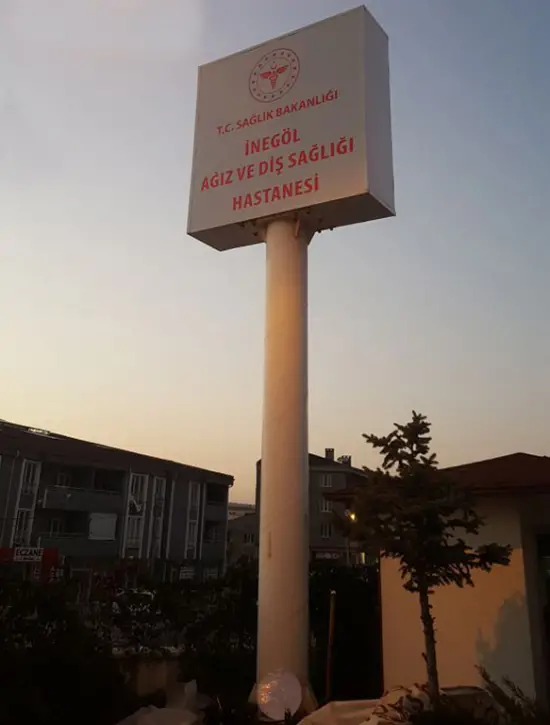 T.C. SAĞLIK BAKANLIĞI
İNEGÖL
AĞIZ VE DİŞ SAĞLIĞI
HASTANESİ
ECZANE